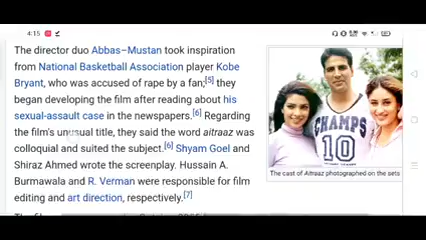 4:15
The director duo Abbas–Mustan took inspiration
from National Basketball Association player Kobe
Bryant, who was accused of rape by a fan;[5] they
began developing the film after reading about his
sexual-assault case in the newspapers.[6] Regarding
the film's unusual title, they said the word aitraaz was
colloquial and suited the subject.[6] Shyam Goel and
Shiraz Ahmed wrote the screenplay. Hussain A.
Burmawala and R. Verman were responsible for film
editing and art direction, respectively.[7]
CHAMPS
10
The cast of Aitraaz photographed on the sets